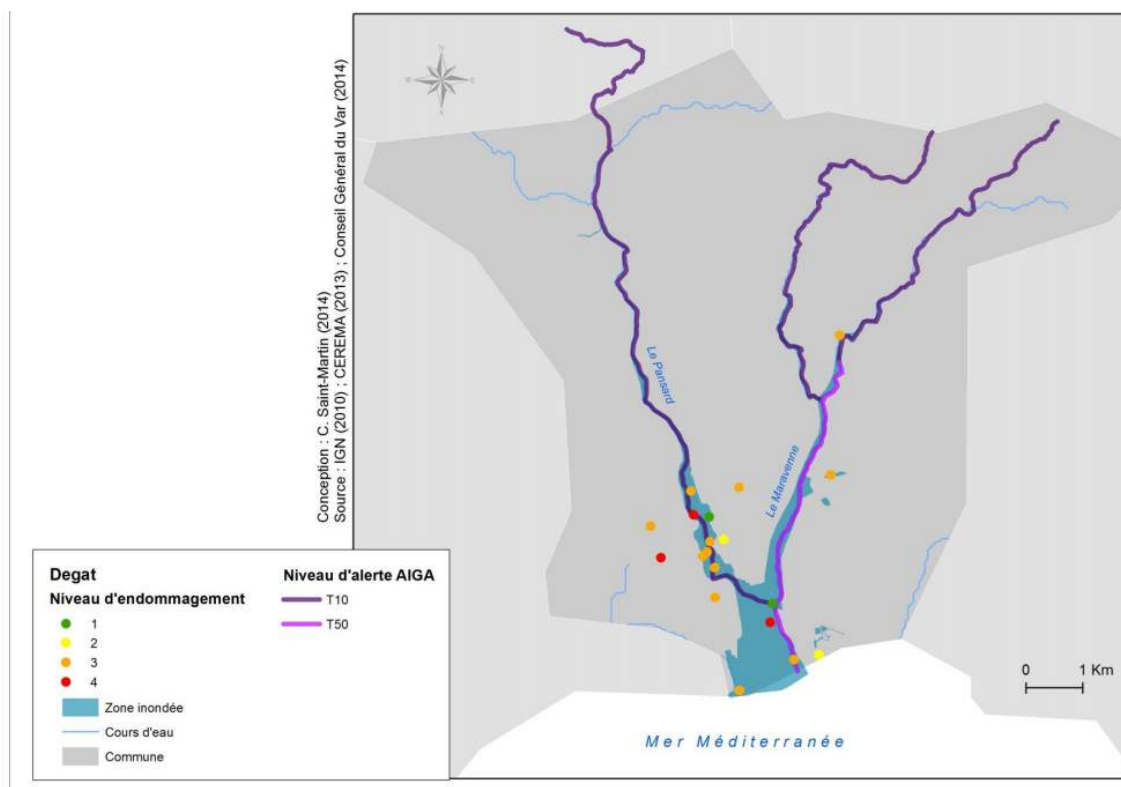 Conception : C. Saint-Martin (2014)
Source : IGN (2010) ; CEREMA (2013) ; Conseil Général du Var (2014)
Le Pansard
Le Maravenne
Degat
Niveau d'endommagement
1
2
3
4
Zone inondée
Cours d'eau
Commune
Niveau d'alerte AIGA
T10
T50
0 1 Km
Mer Méditerranée